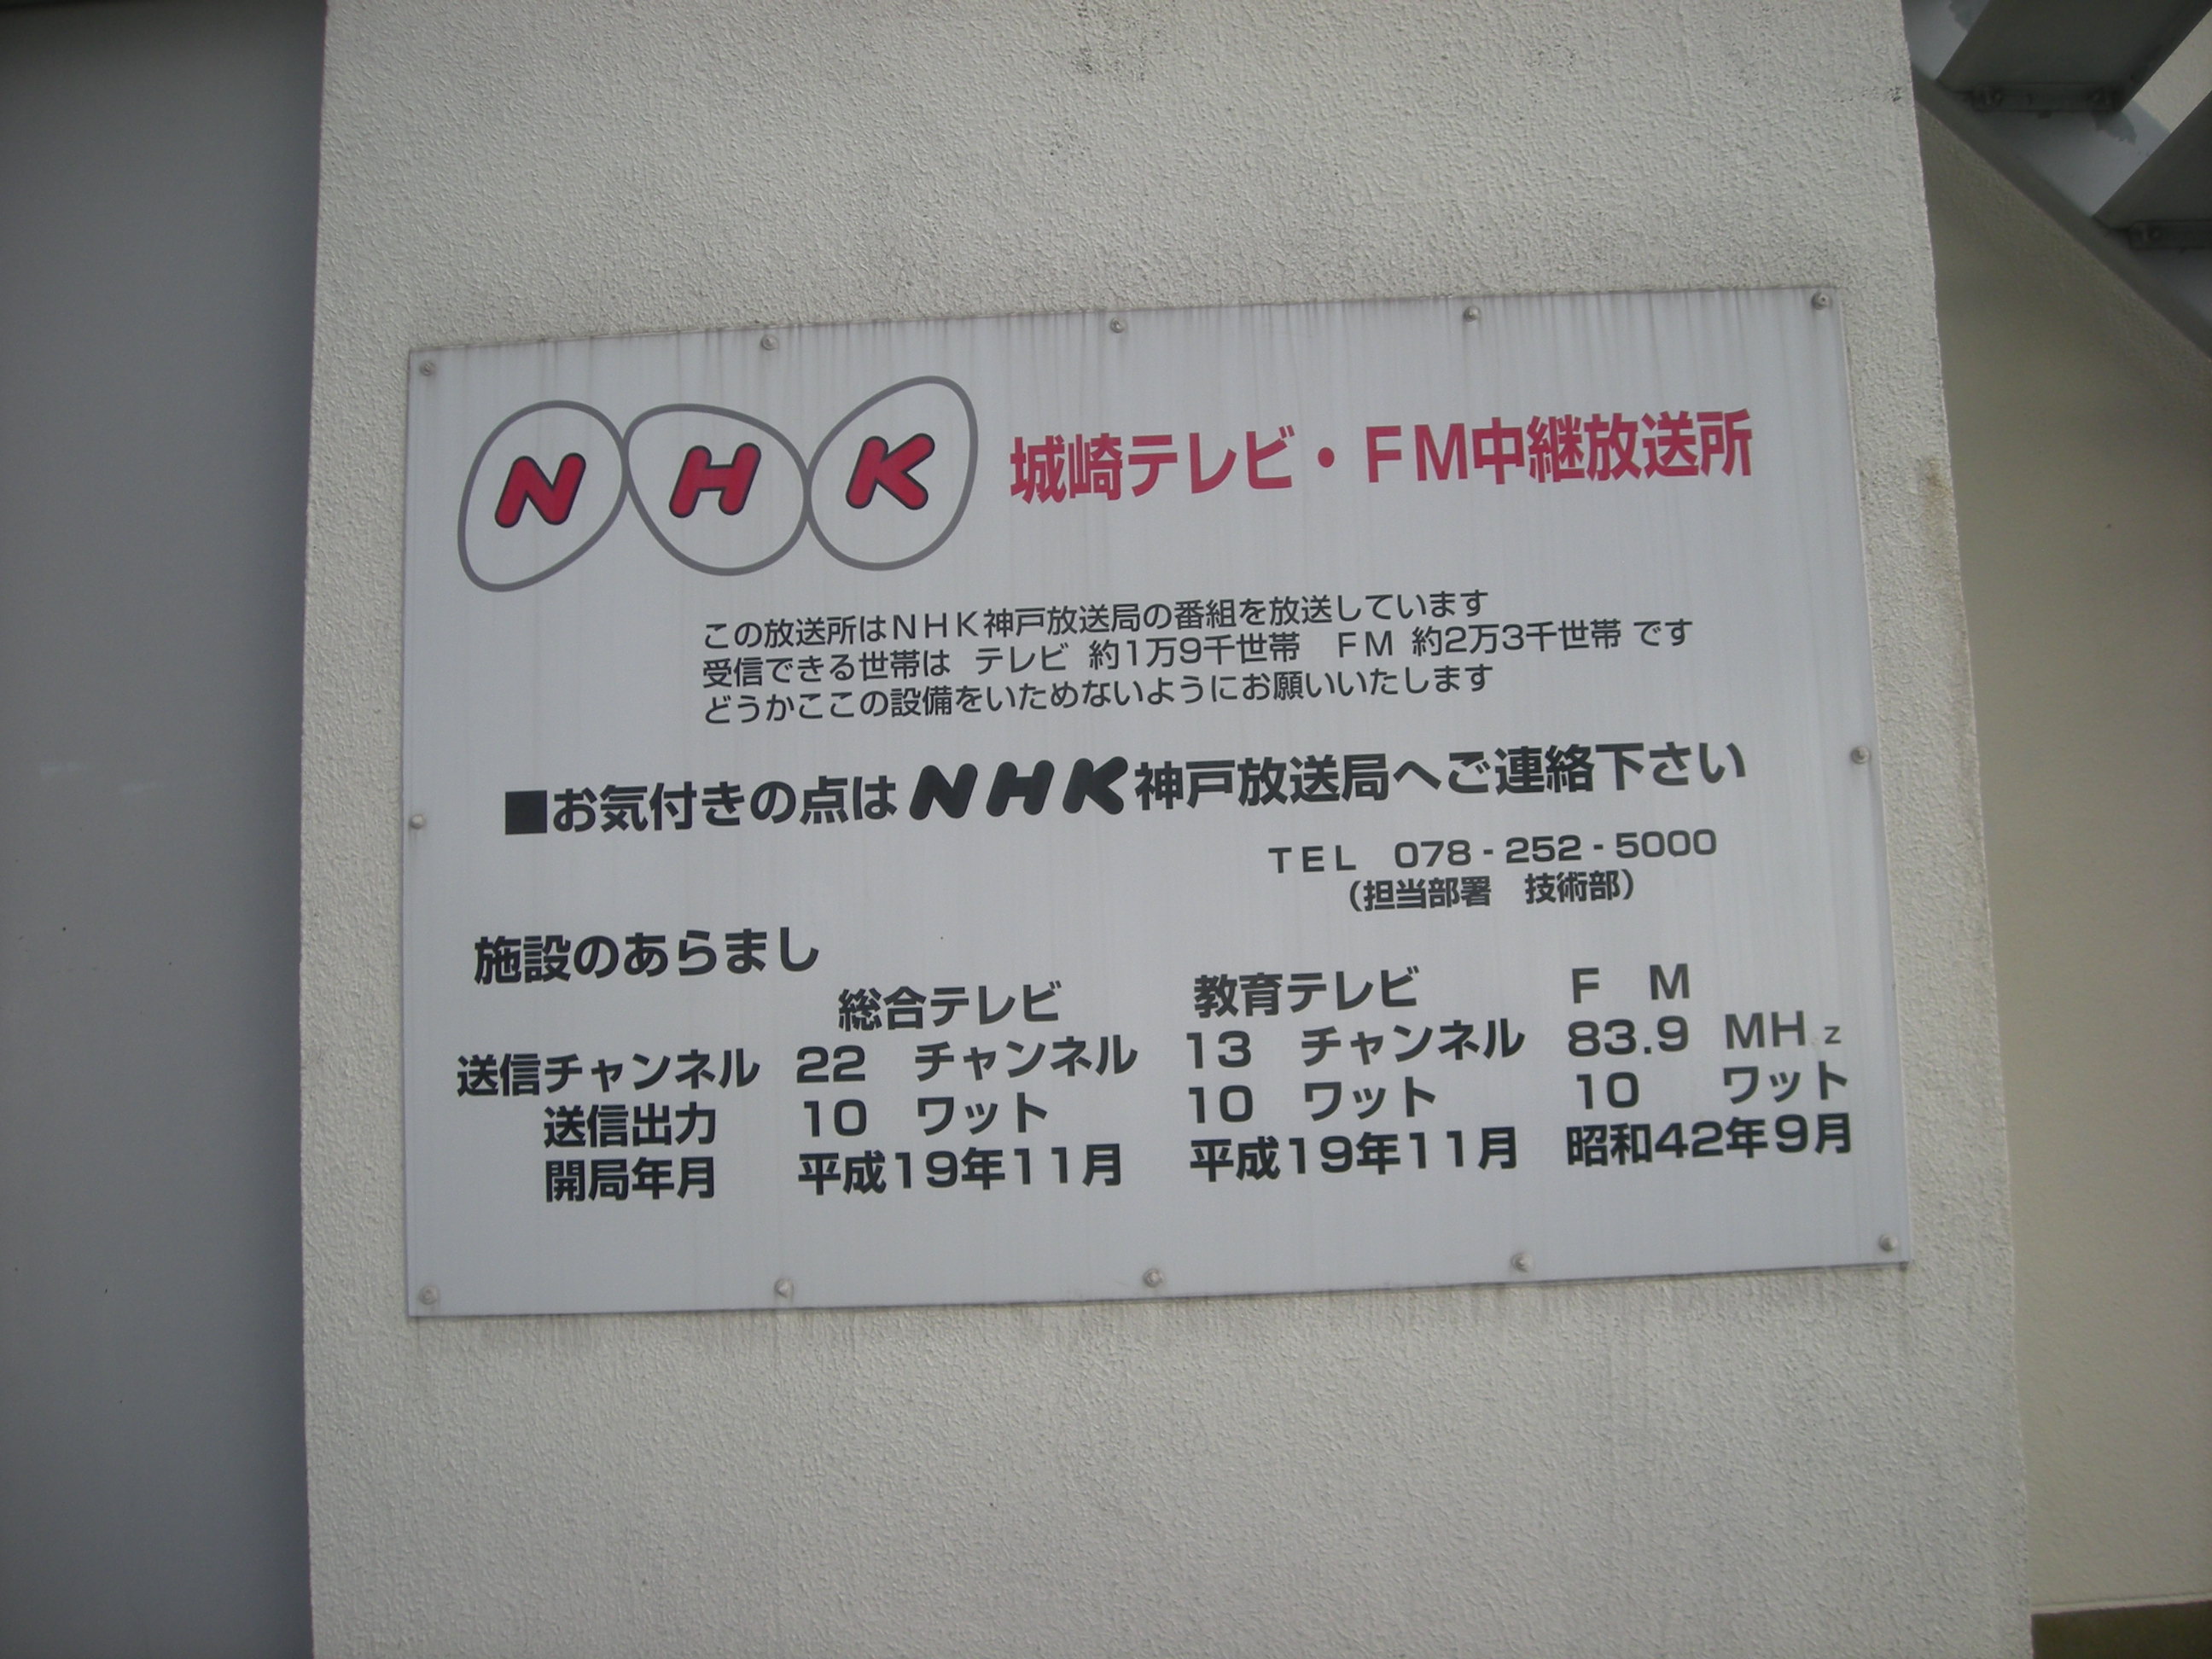 NHK 城崎テレビ・FM中継放送所
この放送所はNHK神戸放送局の番組を放送しています
受信できる世帯は テレビ 約1万9千世帯 FM 約2万3千世帯 です
どうかここの設備をいためないようにお願いいたします
■お気付きの点はNHK神戸放送局へご連絡下さい
TEL 078-252-5000
(担当部署 技術部)
施設のあらまし
総合テレビ 教育テレビ FM
送信チャンネル 22 チャンネル 13 チャンネル 83.9 MHz
送信出力 10 ワット 10 ワット 10 ワット
開局年月 平成19年11月 平成19年11月 昭和42年9月